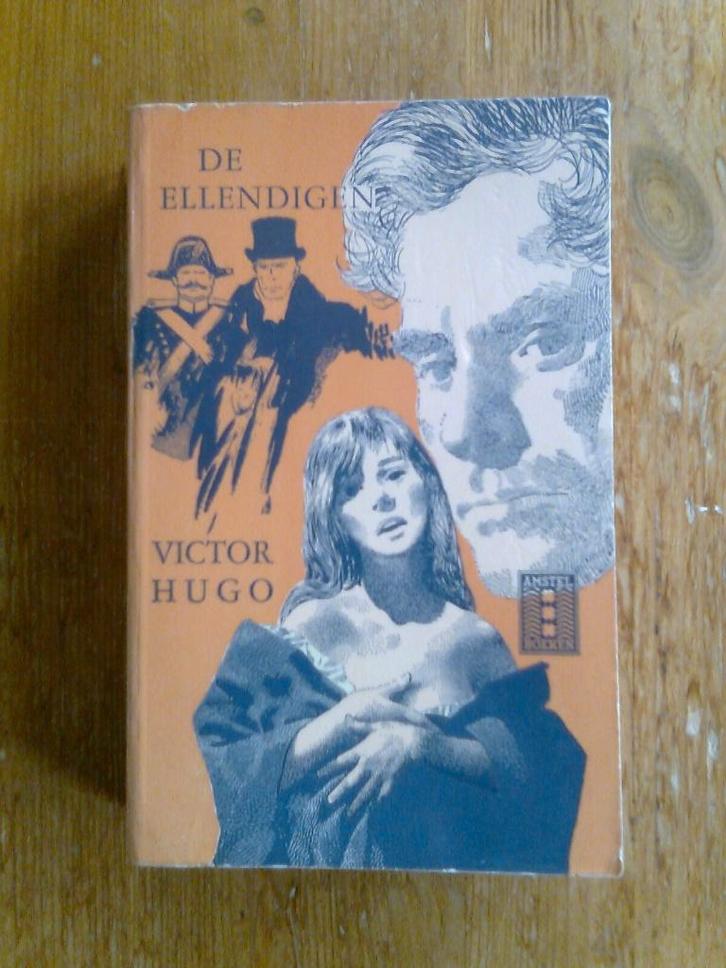 DE
ELLENDIGEN
VICTOR
HUGO
AMSTEL
BOEKEN